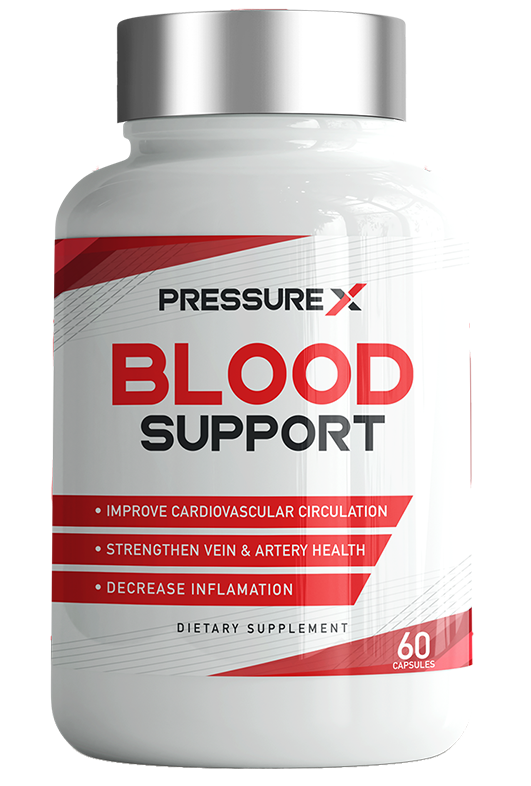 PRESSURE X
BLOOD
SUPPORT
• IMPROVE CARDIOVASCULAR CIRCULATION
• STRENGTHEN VEIN & ARTERY HEALTH
• DECREASE INFLAMATION
DIETARY SUPPLEMENT
60
CAPSULES